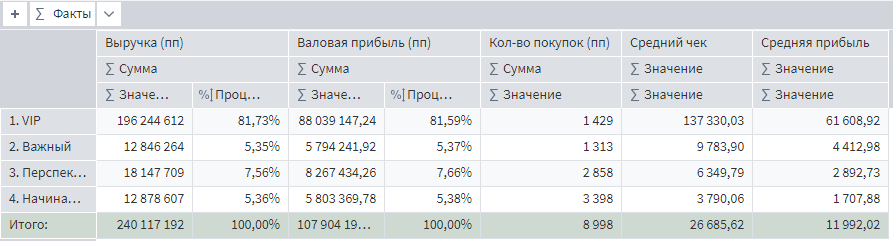 + ∑ Факты
Выручка (пп) Валовая прибыль (пп) Кол-во покупок (пп) Средний чек Средняя прибыль
∑ Сумма ∑ Сумма ∑ Сумма ∑ Значение ∑ Значение
∑ Значе... % Проц... ∑ Значе... % Проц... ∑ Значение ∑ Значение ∑ Значение
1. VIP 196 244 612 81,73% 88 039 147,24 81,59% 1 429 137 330,03 61 608,92
2. Важный 12 846 264 5,35% 5 794 241,92 5,37% 1 313 9 783,90 4 412,98
3. Перспек... 18 147 709 7,56% 8 267 434,26 7,66% 2 858 6 349,79 2 892,73
4. Начина... 12 878 607 5,36% 5 803 369,78 5,38% 3 398 3 790,06 1 707,88
Итого: 240 117 192 100,00% 107 904 19... 100,00% 8 998 26 685,62 11 992,02